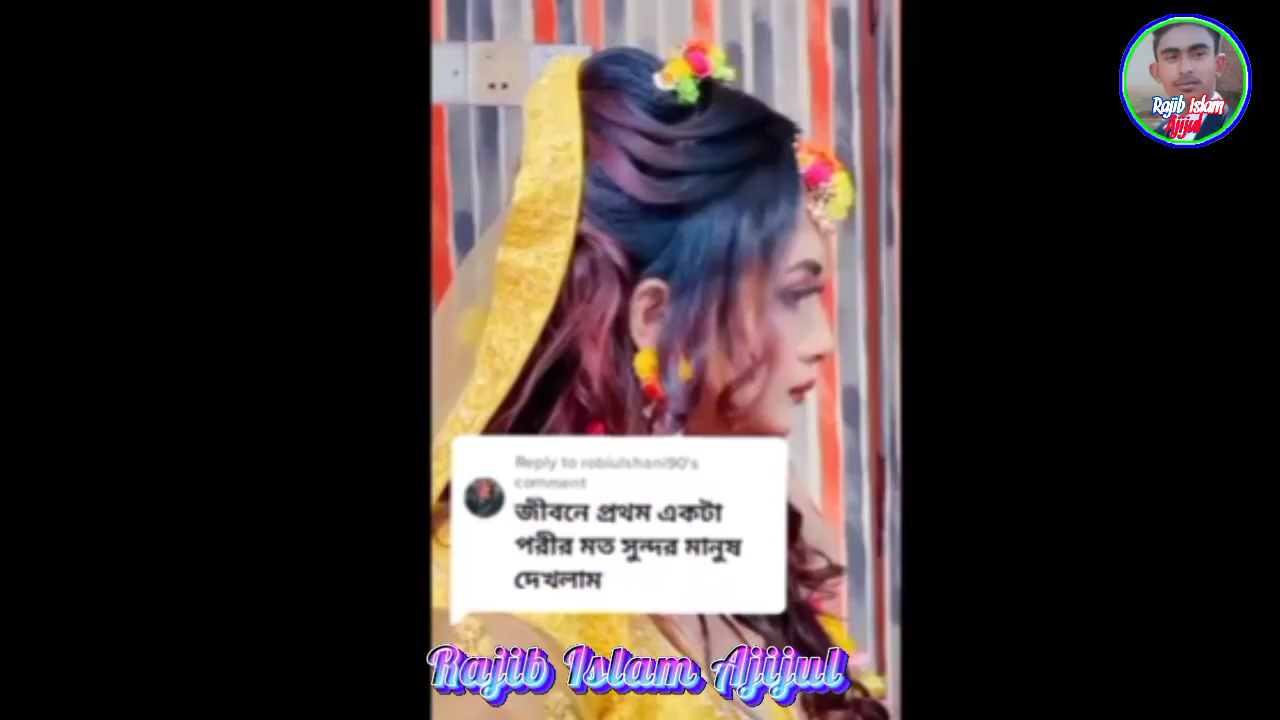 Rajib Islam
Ajijul
Reply to robiulshani90's
comment
জীবনে প্রথম একটা
পরীর মত সুন্দর মানুষ
দেখলাম
Rajib Islam Ajijul